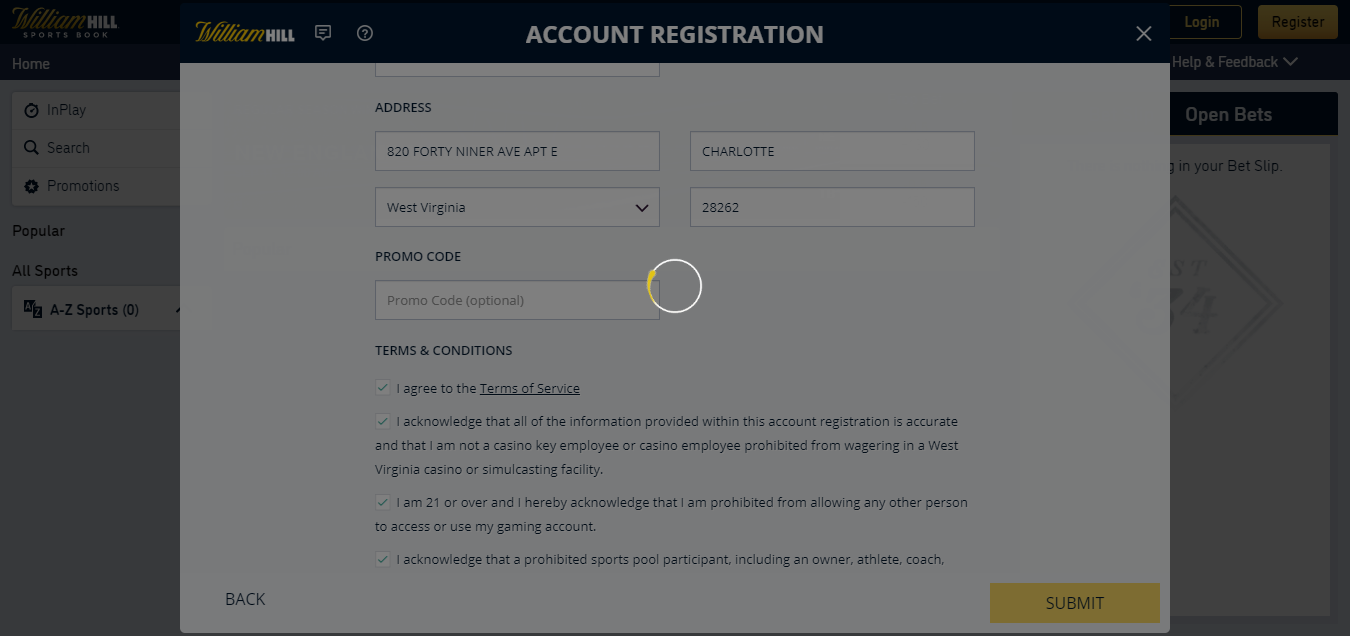 William HILL
SPORTS BOOK
William HILL
ACCOUNT REGISTRATION
Login
Register
Home
Help & Feedback
InPlay
Search
Promotions
Popular
All Sports
A-Z Sports (0)
ADDRESS
820 FORTY NINER AVE APT E
CHARLOTTE
West Virginia
28262
PROMO CODE
Promo Code (optional)
TERMS & CONDITIONS
I agree to the Terms of Service
I acknowledge that all of the information provided within this account registration is accurate
and that I am not a casino key employee or casino employee prohibited from wagering in a West
Virginia casino or simulcasting facility.
I am 21 or over and I hereby acknowledge that I am prohibited from allowing any other person
to access or use my gaming account.
I acknowledge that a prohibited sports pool participant, including an owner, athlete, coach,
BACK
SUBMIT
Open Bets
in your Bet Slip.